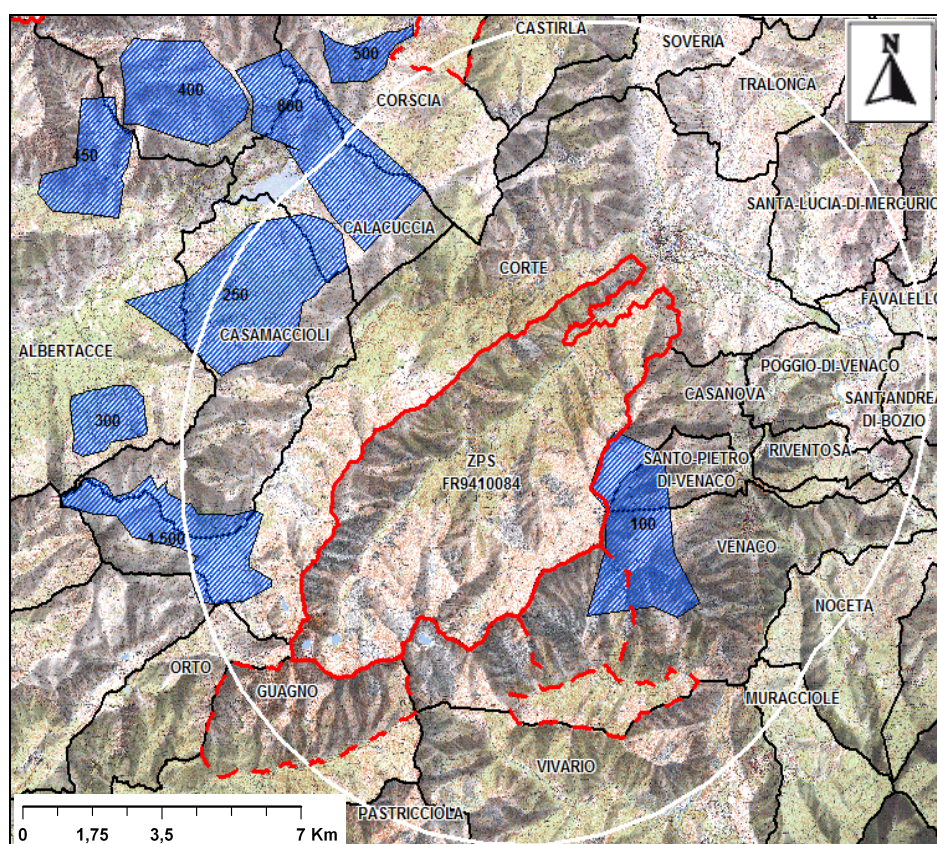 CASTIRLA
SOVERIA
N
500
400
TRALONCA
800
CORSCIA
450
SANTA-LUCIA-DI-MERCURIO
CALACUCCIA
CORTE
250
FAVALELLO
CASAMACCIOLI
ALBERTACCE
POGGIO-DI-VENACO
CASANOVA
SANT'ANDREA
DI-BOZIO
300
RIVENTOSA
SANTO-PIETRO
DI-VENACO
ZPS
FR9410084
100
1 500
VENACO
NOCETA
ORTO
GUAGNO
MURACCIOLE
VIVARIO
PASTRICCIOLA
0 1,75 3,5 7 Km